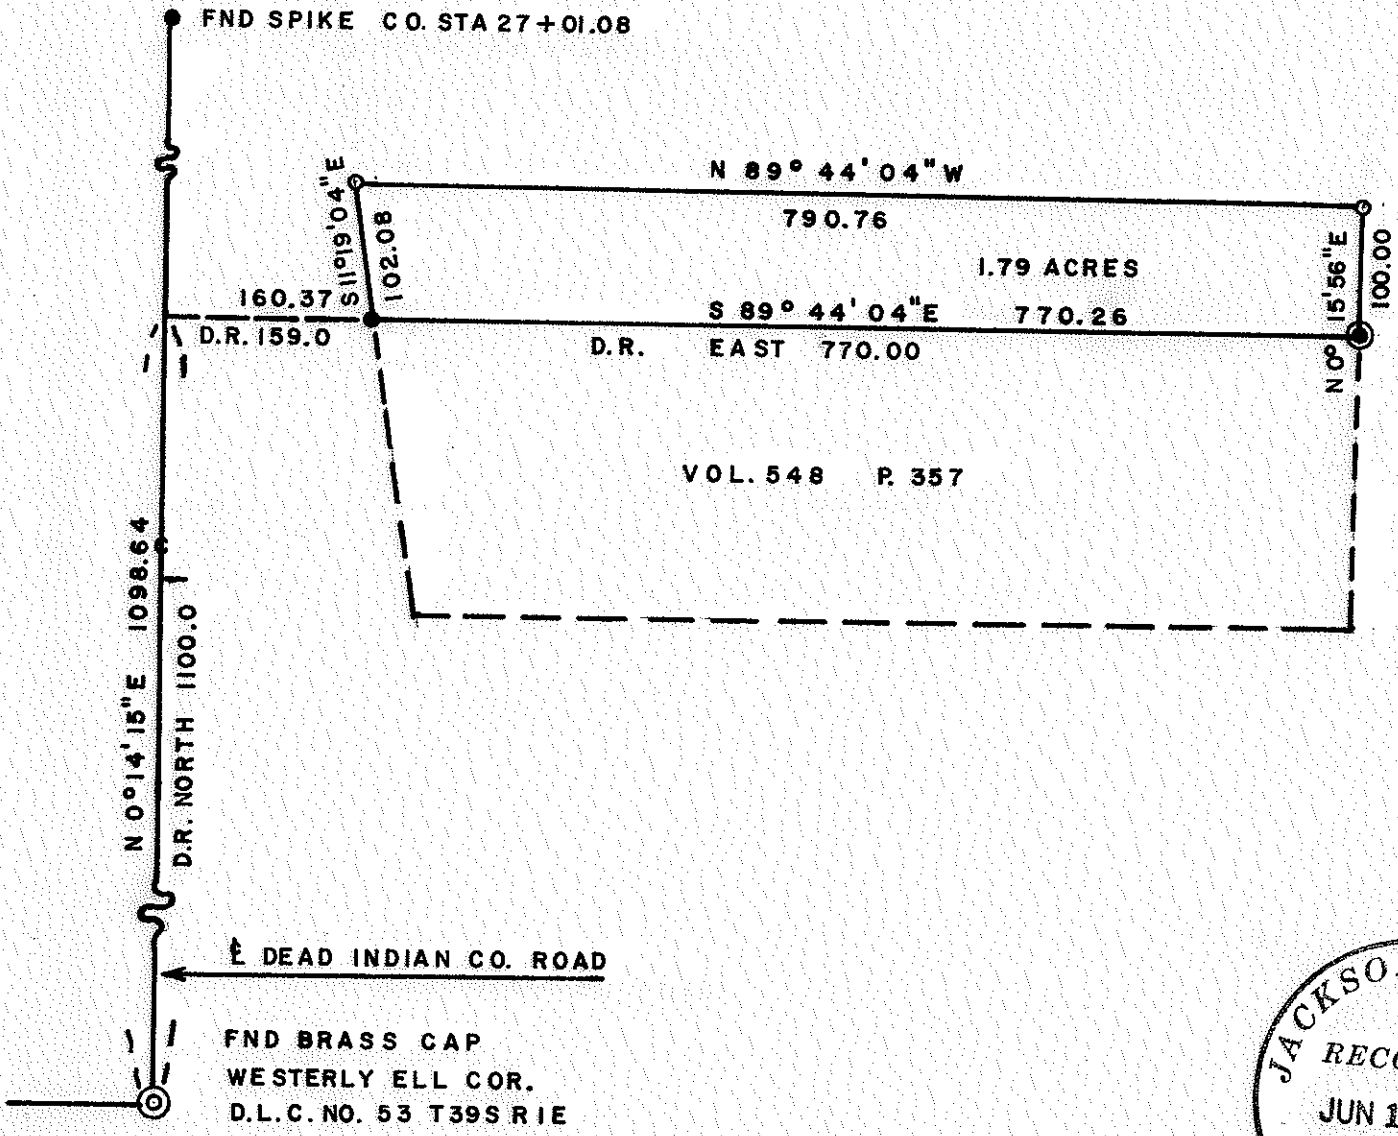 FND SPIKE CO. STA 27+01.08
N 89° 44' 04" W
790.76
S 11°19'04"E
102.08
1.79 ACRES
N 0° 15'56"E
100.00
160.37
D.R. 159.0
S 89° 44' 04"E 770.26
D.R. EAST 770.00
VOL. 548 P. 357
N 0°14'15"E 1098.64
D.R. NORTH 1100.0
℄ DEAD INDIAN CO. ROAD
FND BRASS CAP
WESTERLY ELL COR.
D.L.C. NO. 53 T39S R1E
JACKSO
RECO
JUN 1